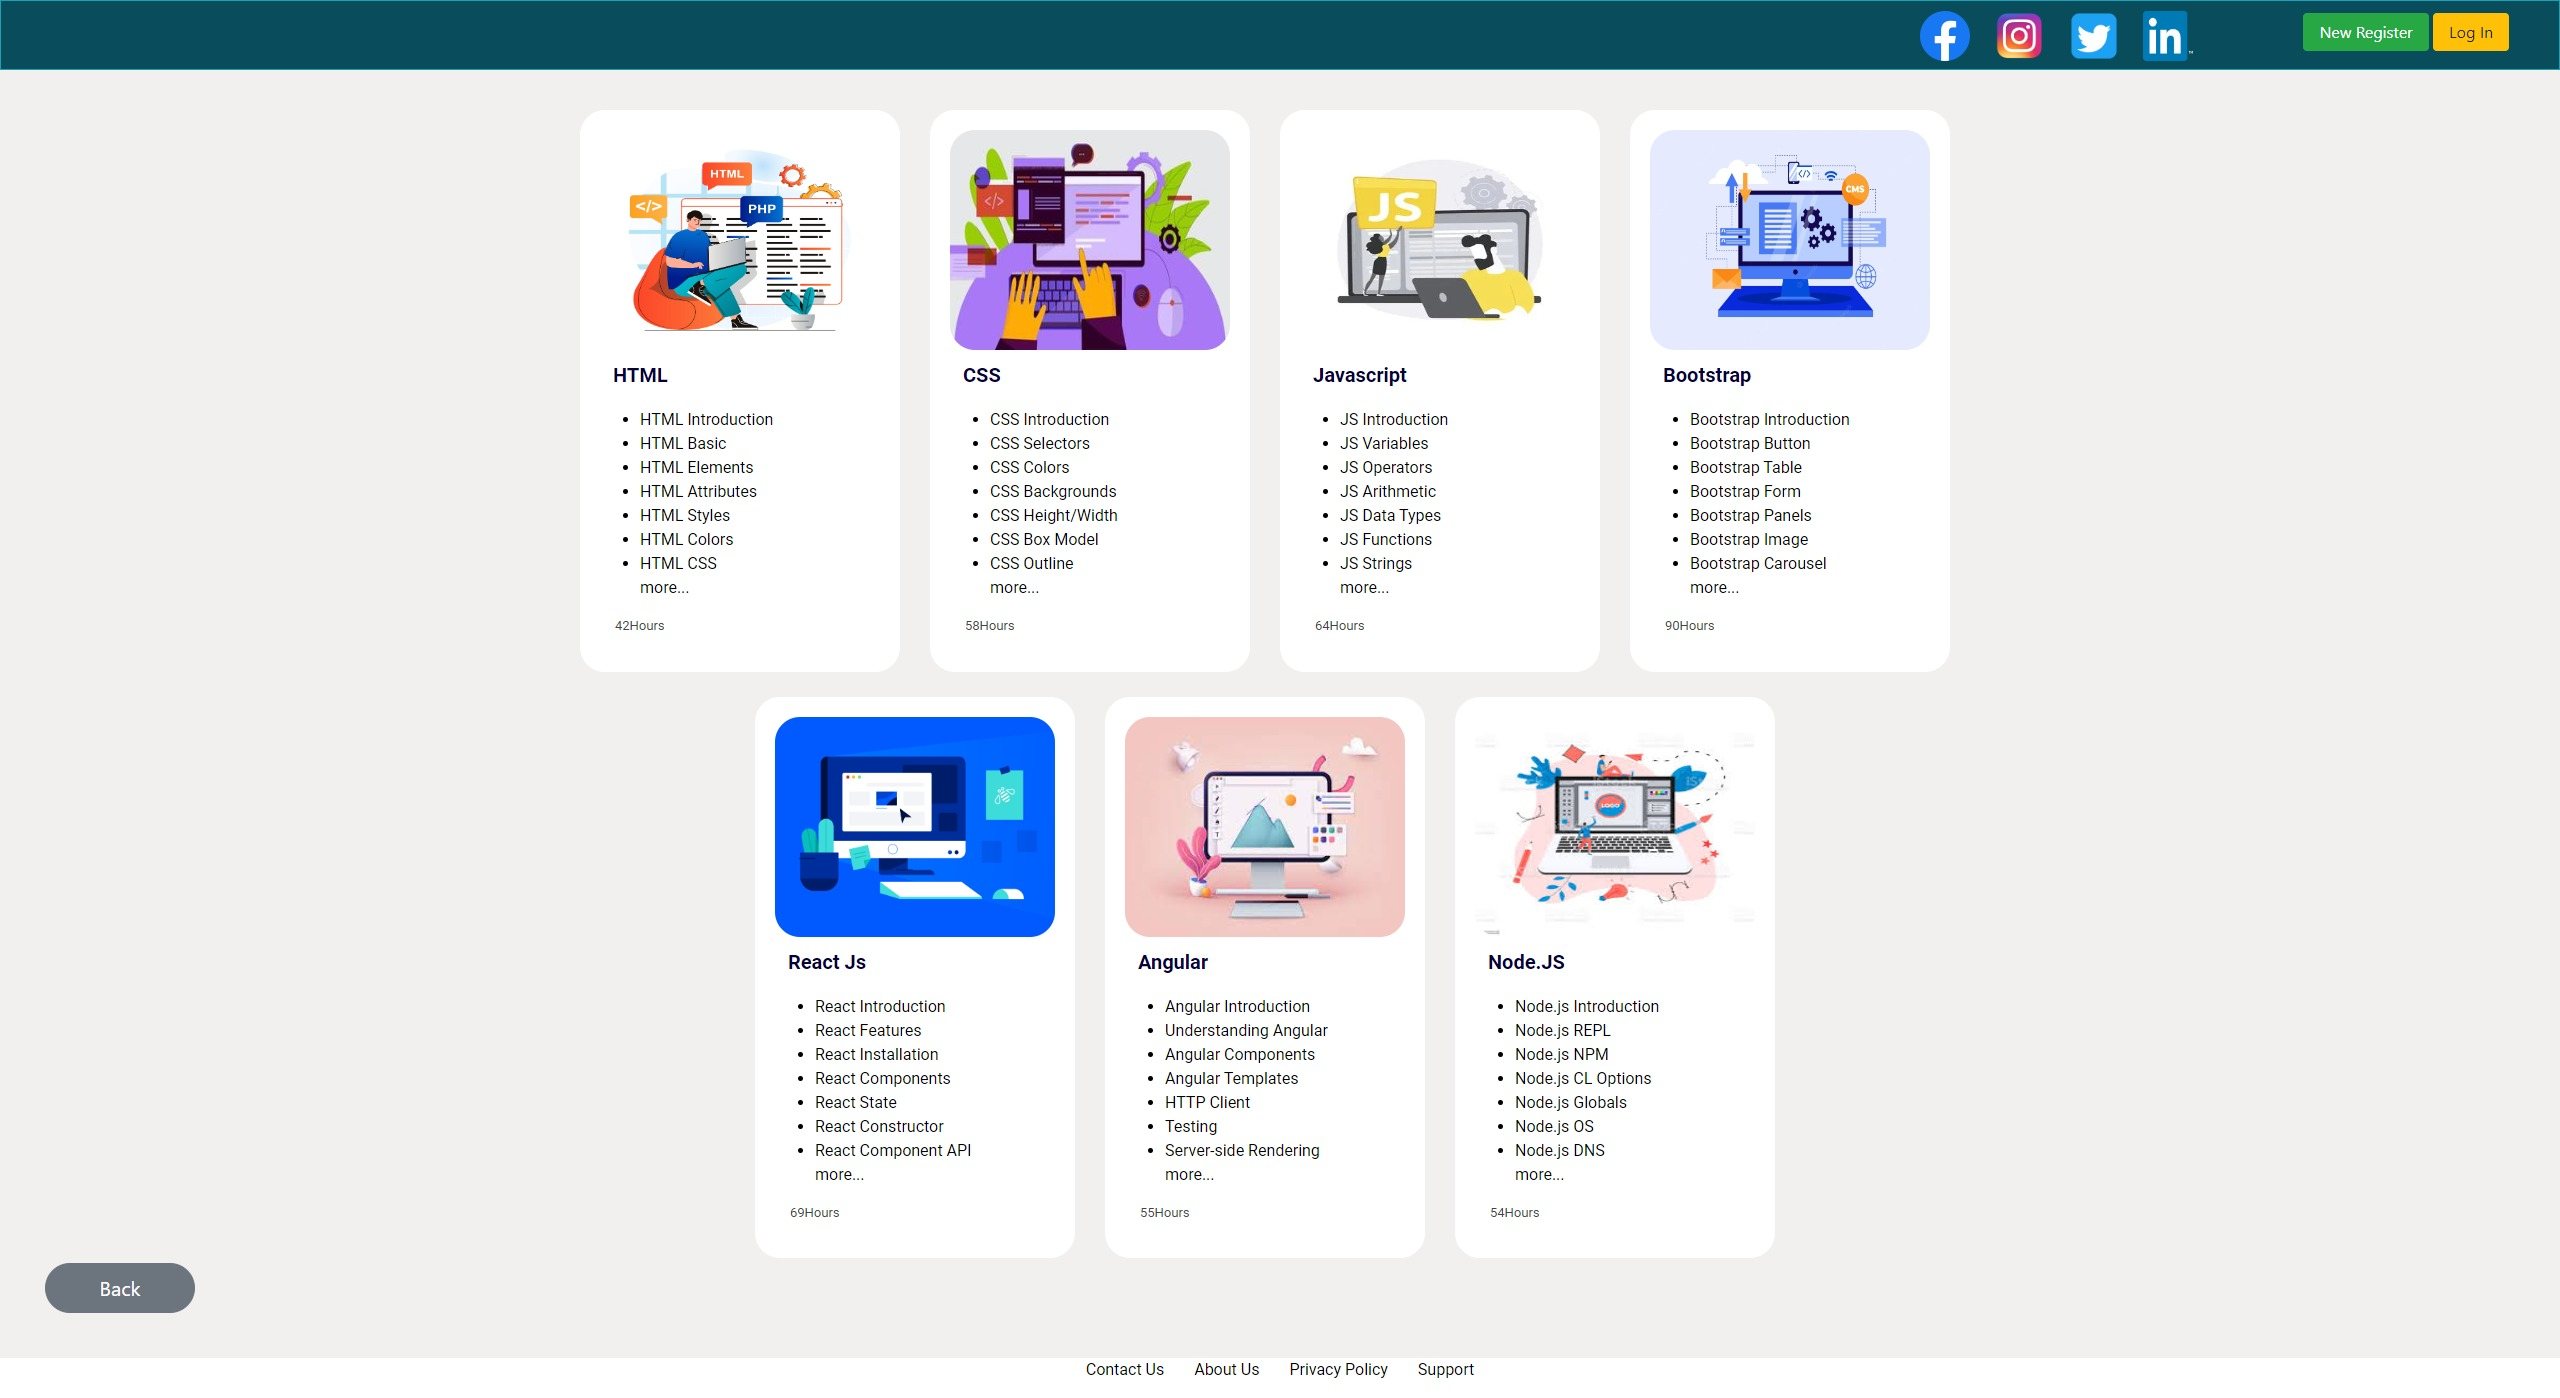 New Register
Log In
HTML
</>
PHP
</>
JS
</>
CMS
HTML
HTML Introduction
HTML Basic
HTML Elements
HTML Attributes
HTML Styles
HTML Colors
HTML CSS
more...
42Hours
CSS
CSS Introduction
CSS Selectors
CSS Colors
CSS Backgrounds
CSS Height/Width
CSS Box Model
CSS Outline
more...
58Hours
Javascript
JS Introduction
JS Variables
JS Operators
JS Arithmetic
JS Data Types
JS Functions
JS Strings
more...
64Hours
Bootstrap
Bootstrap Introduction
Bootstrap Button
Bootstrap Table
Bootstrap Form
Bootstrap Panels
Bootstrap Image
Bootstrap Carousel
more...
90Hours
LOGO
React Js
React Introduction
React Features
React Installation
React Components
React State
React Constructor
React Component API
more...
69Hours
Angular
Angular Introduction
Understanding Angular
Angular Components
Angular Templates
HTTP Client
Testing
Server-side Rendering
more...
55Hours
Node.JS
Node.js Introduction
Node.js REPL
Node.js NPM
Node.js CL Options
Node.js Globals
Node.js OS
Node.js DNS
more...
54Hours
Back
Contact Us
About Us
Privacy Policy
Support